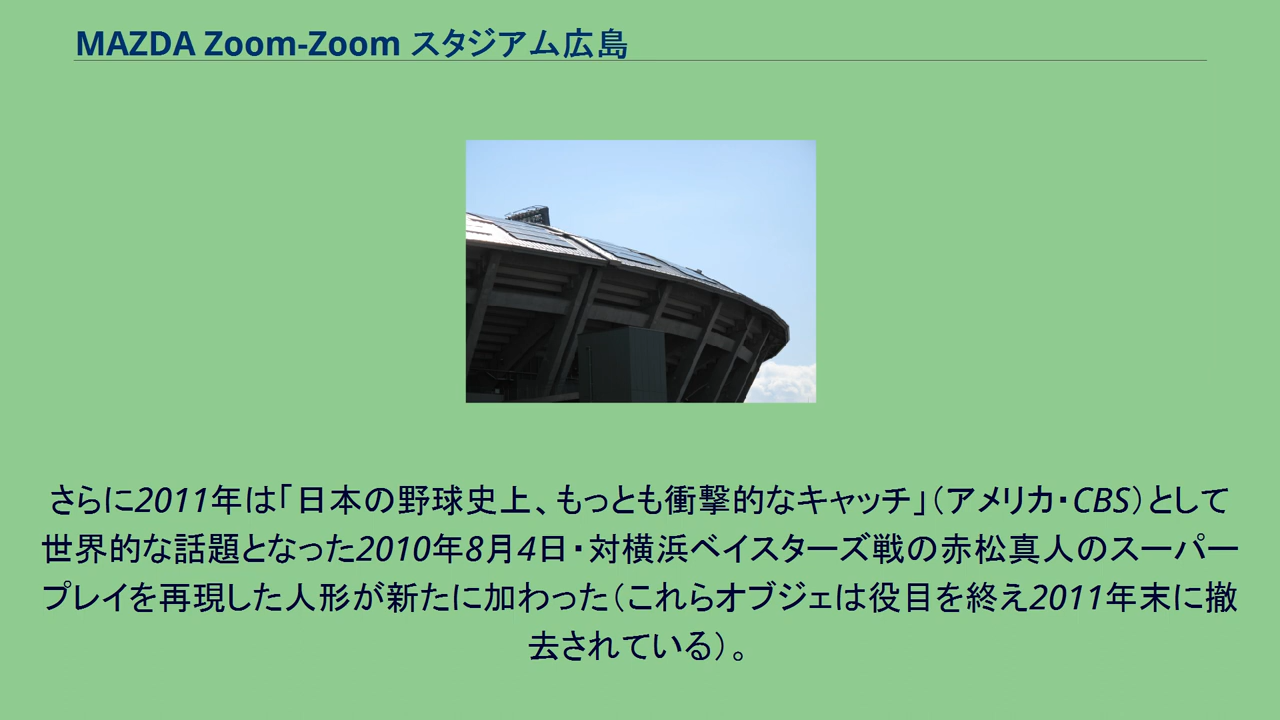 MAZDA Zoom-Zoom スタジアム広島
さらに2011年は「日本の野球史上、もっとも衝撃的なキャッチ」（アメリカ・CBS）として
世界的な話題となった2010年8月4日・対横浜ベイスターズ戦の赤松真人のスーパー
プレイを再現した人形が新たに加わった（これらオブジェは役目を終え2011年末に撤
去されている）。